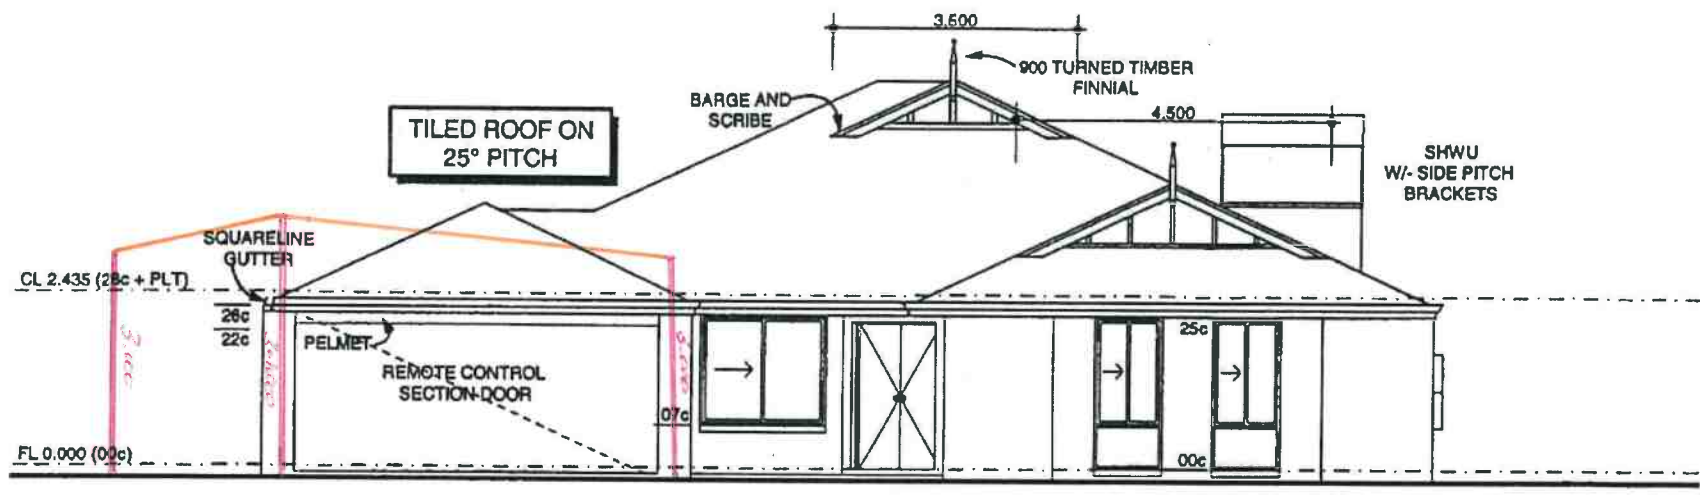 3.600
900 TURNED TIMBER
FINNIAL
BARGE AND
SCRIBE
4.500
TILED ROOF ON
25° PITCH
SHWU
W/- SIDE PITCH
BRACKETS
SQUARELINE
GUTTER
CL 2.435 (28c + PLT)
26c
22c
PELMET
25c
REMOTE CONTROL
SECTION DOOR
07c
FL 0.000 (00c)
00c